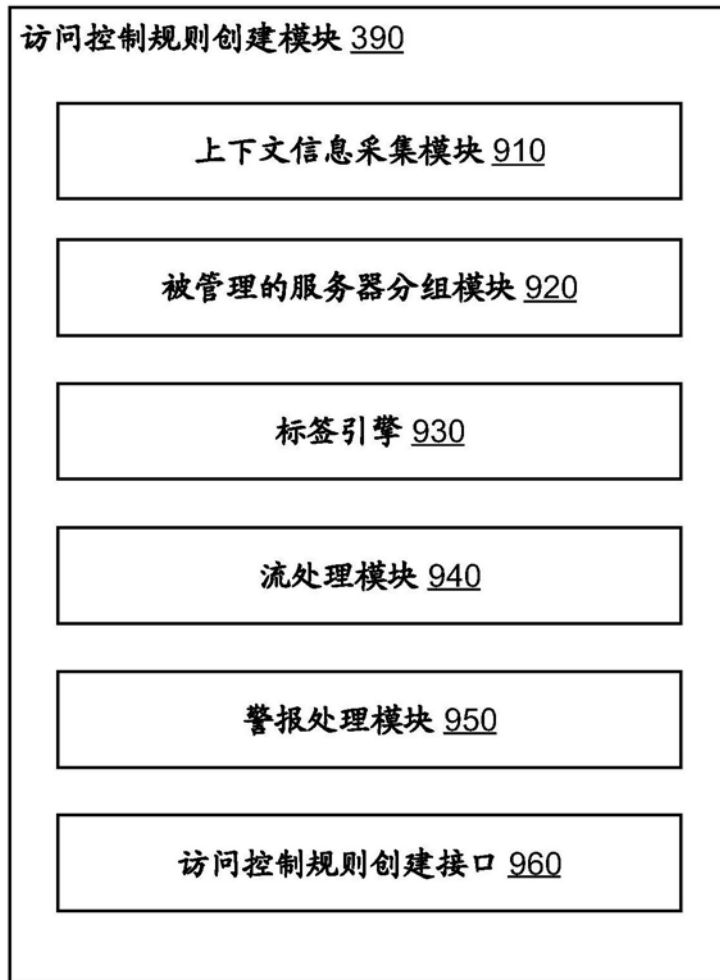 访问控制规则创建模块 390
上下文信息采集模块 910
被管理的服务器分组模块 920
标签引擎 930
流处理模块 940
警报处理模块 950
访问控制规则创建接口 960